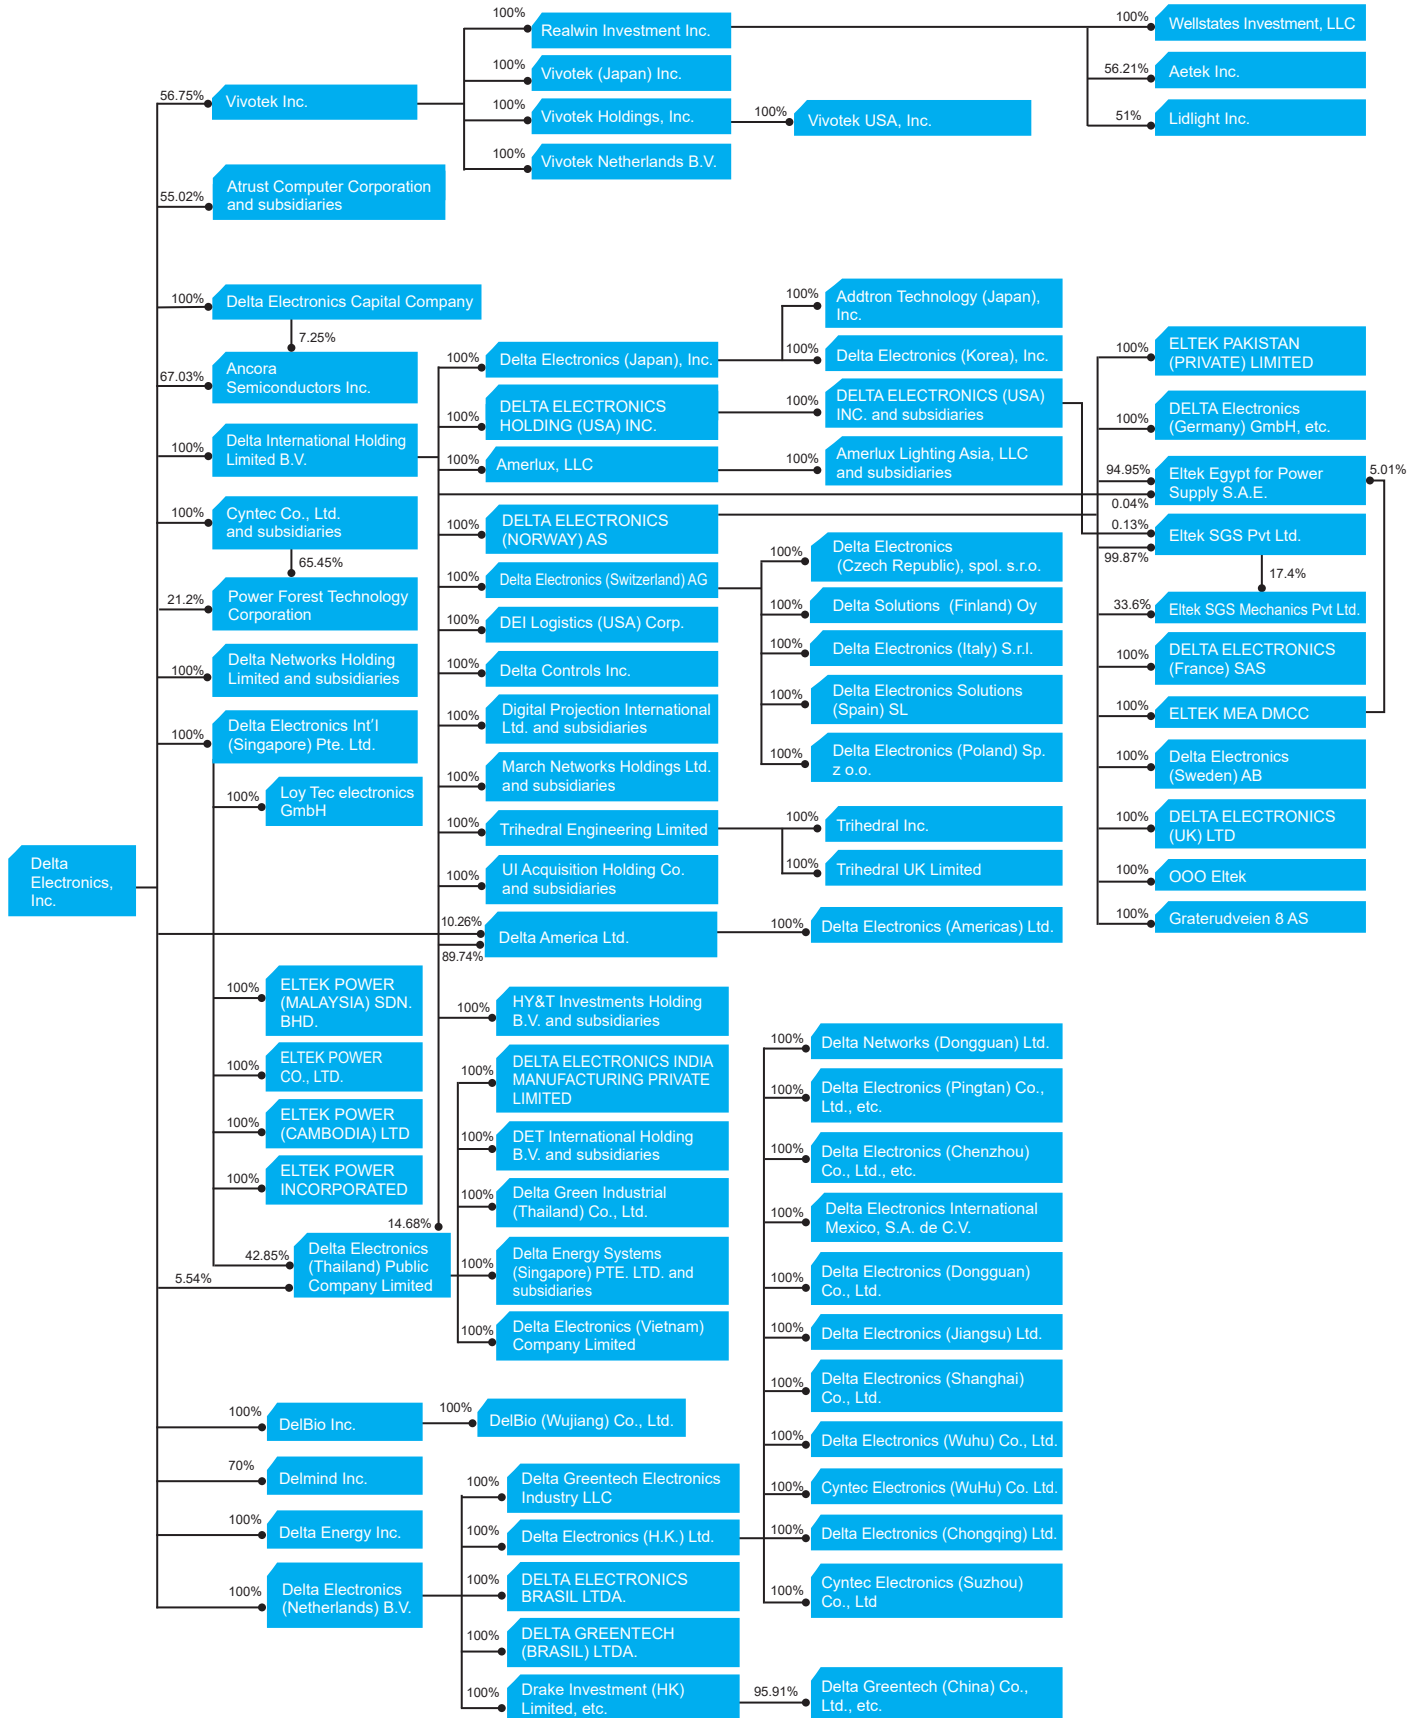 Delta
Electronics,
Inc.
56.75%
Vivotek Inc.
100%
Realwin Investment Inc.
100%
Wellstates Investment, LLC
56.21%
Aetek Inc.
51%
Lidlight Inc.
100%
Vivotek (Japan) Inc.
100%
Vivotek Holdings, Inc.
100%
Vivotek USA, Inc.
100%
Vivotek Netherlands B.V.
55.02%
Atrust Computer Corporation
and subsidiaries
100%
Delta Electronics Capital Company
7.25%
67.03%
Ancora
Semiconductors Inc.
100%
Delta International Holding
Limited B.V.
100%
Cyntec Co., Ltd.
and subsidiaries
65.45%
21.2%
Power Forest Technology
Corporation
100%
Delta Networks Holding
Limited and subsidiaries
100%
Delta Electronics Int'l
(Singapore) Pte. Ltd.
100%
Loy Tec electronics
GmbH
100%
ELTEK POWER
(MALAYSIA) SDN.
BHD.
100%
ELTEK POWER
CO., LTD.
100%
ELTEK POWER
(CAMBODIA) LTD
100%
ELTEK POWER
INCORPORATED
14.68%
42.85%
5.54%
Delta Electronics
(Thailand) Public
Company Limited
100%
DelBio Inc.
100%
DelBio (Wujiang) Co., Ltd.
70%
Delmind Inc.
100%
Delta Energy Inc.
100%
Delta Electronics
(Netherlands) B.V.
100%
Delta Electronics (Japan), Inc.
100%
Addtron Technology (Japan),
Inc.
100%
Delta Electronics (Korea), Inc.
100%
DELTA ELECTRONICS
HOLDING (USA) INC.
100%
DELTA ELECTRONICS (USA)
INC. and subsidiaries
100%
Amerlux, LLC
100%
Amerlux Lighting Asia, LLC
and subsidiaries
100%
DELTA ELECTRONICS
(NORWAY) AS
100%
Delta Electronics (Switzerland) AG
100%
Delta Electronics
(Czech Republic), spol. s.r.o.
100%
Delta Solutions (Finland) Oy
100%
Delta Electronics (Italy) S.r.l.
100%
Delta Electronics Solutions
(Spain) SL
100%
Delta Electronics (Poland) Sp.
z o.o.
100%
DEI Logistics (USA) Corp.
100%
Delta Controls Inc.
100%
Digital Projection International
Ltd. and subsidiaries
100%
March Networks Holdings Ltd.
and subsidiaries
100%
Trihedral Engineering Limited
100%
Trihedral Inc.
100%
Trihedral UK Limited
100%
UI Acquisition Holding Co.
and subsidiaries
10.26%
89.74%
Delta America Ltd.
100%
Delta Electronics (Americas) Ltd.
100%
HY&T Investments Holding
B.V. and subsidiaries
100%
DELTA ELECTRONICS INDIA
MANUFACTURING PRIVATE
LIMITED
100%
DET International Holding
B.V. and subsidiaries
100%
Delta Green Industrial
(Thailand) Co., Ltd.
100%
Delta Energy Systems
(Singapore) PTE. LTD. and
subsidiaries
100%
Delta Electronics (Vietnam)
Company Limited
100%
ELTEK PAKISTAN
(PRIVATE) LIMITED
100%
DELTA Electronics
(Germany) GmbH, etc.
94.95%
0.04%
5.01%
Eltek Egypt for Power
Supply S.A.E.
0.13%
99.87%
Eltek SGS Pvt Ltd.
17.4%
33.6%
Eltek SGS Mechanics Pvt Ltd.
100%
DELTA ELECTRONICS
(France) SAS
100%
ELTEK MEA DMCC
100%
Delta Electronics
(Sweden) AB
100%
DELTA ELECTRONICS
(UK) LTD
100%
OOO Eltek
100%
Graterudveien 8 AS
100%
Delta Greentech Electronics
Industry LLC
100%
Delta Electronics (H.K.) Ltd.
100%
DELTA ELECTRONICS
BRASIL LTDA.
100%
DELTA GREENTECH
(BRASIL) LTDA.
100%
Drake Investment (HK)
Limited, etc.
95.91%
Delta Greentech (China) Co.,
Ltd., etc.
100%
Delta Networks (Dongguan) Ltd.
100%
Delta Electronics (Pingtan) Co.,
Ltd., etc.
100%
Delta Electronics (Chenzhou)
Co., Ltd., etc.
100%
Delta Electronics International
Mexico, S.A. de C.V.
100%
Delta Electronics (Dongguan)
Co., Ltd.
100%
Delta Electronics (Jiangsu) Ltd.
100%
Delta Electronics (Shanghai)
Co., Ltd.
100%
Delta Electronics (Wuhu) Co., Ltd.
100%
Cyntec Electronics (WuHu) Co. Ltd.
100%
Delta Electronics (Chongqing) Ltd.
100%
Cyntec Electronics (Suzhou)
Co., Ltd